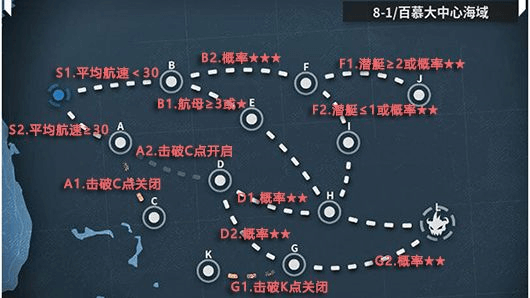 8-1/百慕大中心海域
B2.概率★★★
S1.平均航速＜30
B
F
F1.潜艇≥2或概率★★
J
B1.航母≥3或★
E
F2.潜艇≤1或概率★★
S2.平均航速≥30
A
A2.击破C点开启
I
D
A1.击破C点关闭
D1.概率★★
C
H
L
D2.概率★★
K
G
G2.概率★★
G1.击破K点关闭